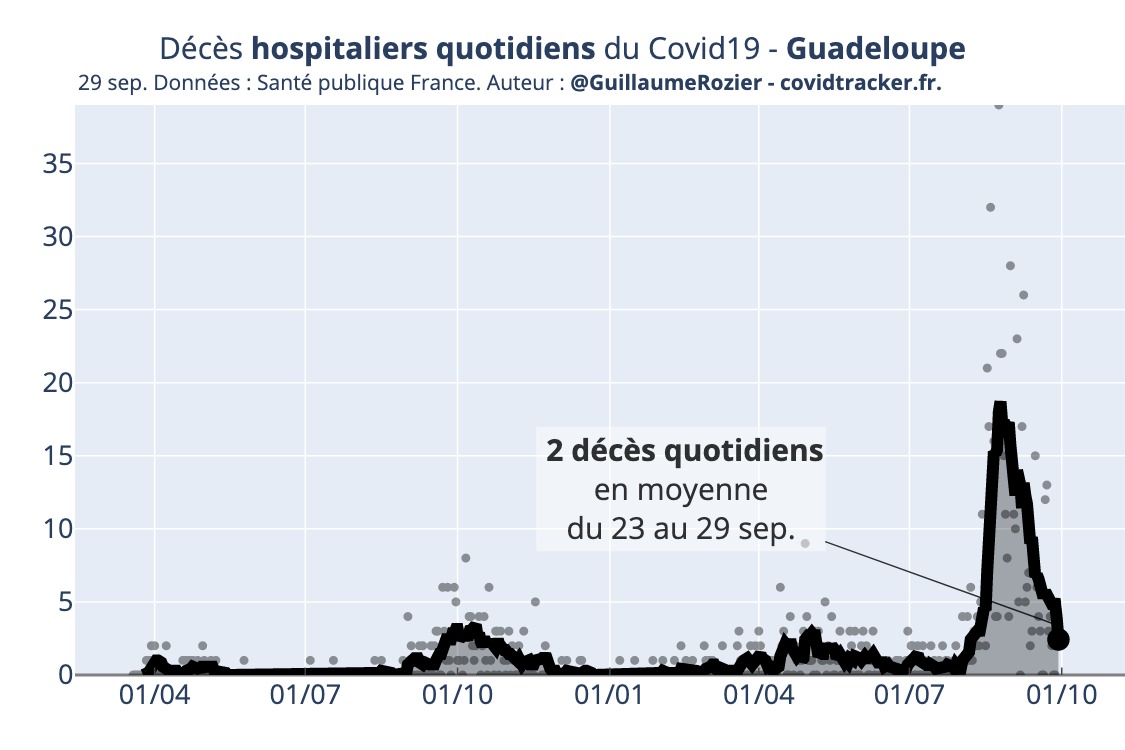 Décès hospitaliers quotidiens du Covid19 - Guadeloupe
29 sep. Données : Santé publique France. Auteur : @GuillaumeRozier - covidtracker.fr.
35
30
25
20
15
10
5
0
2 décès quotidiens
en moyenne
du 23 au 29 sep.
01/04 01/07 01/10 01/01 01/04 01/07 01/10